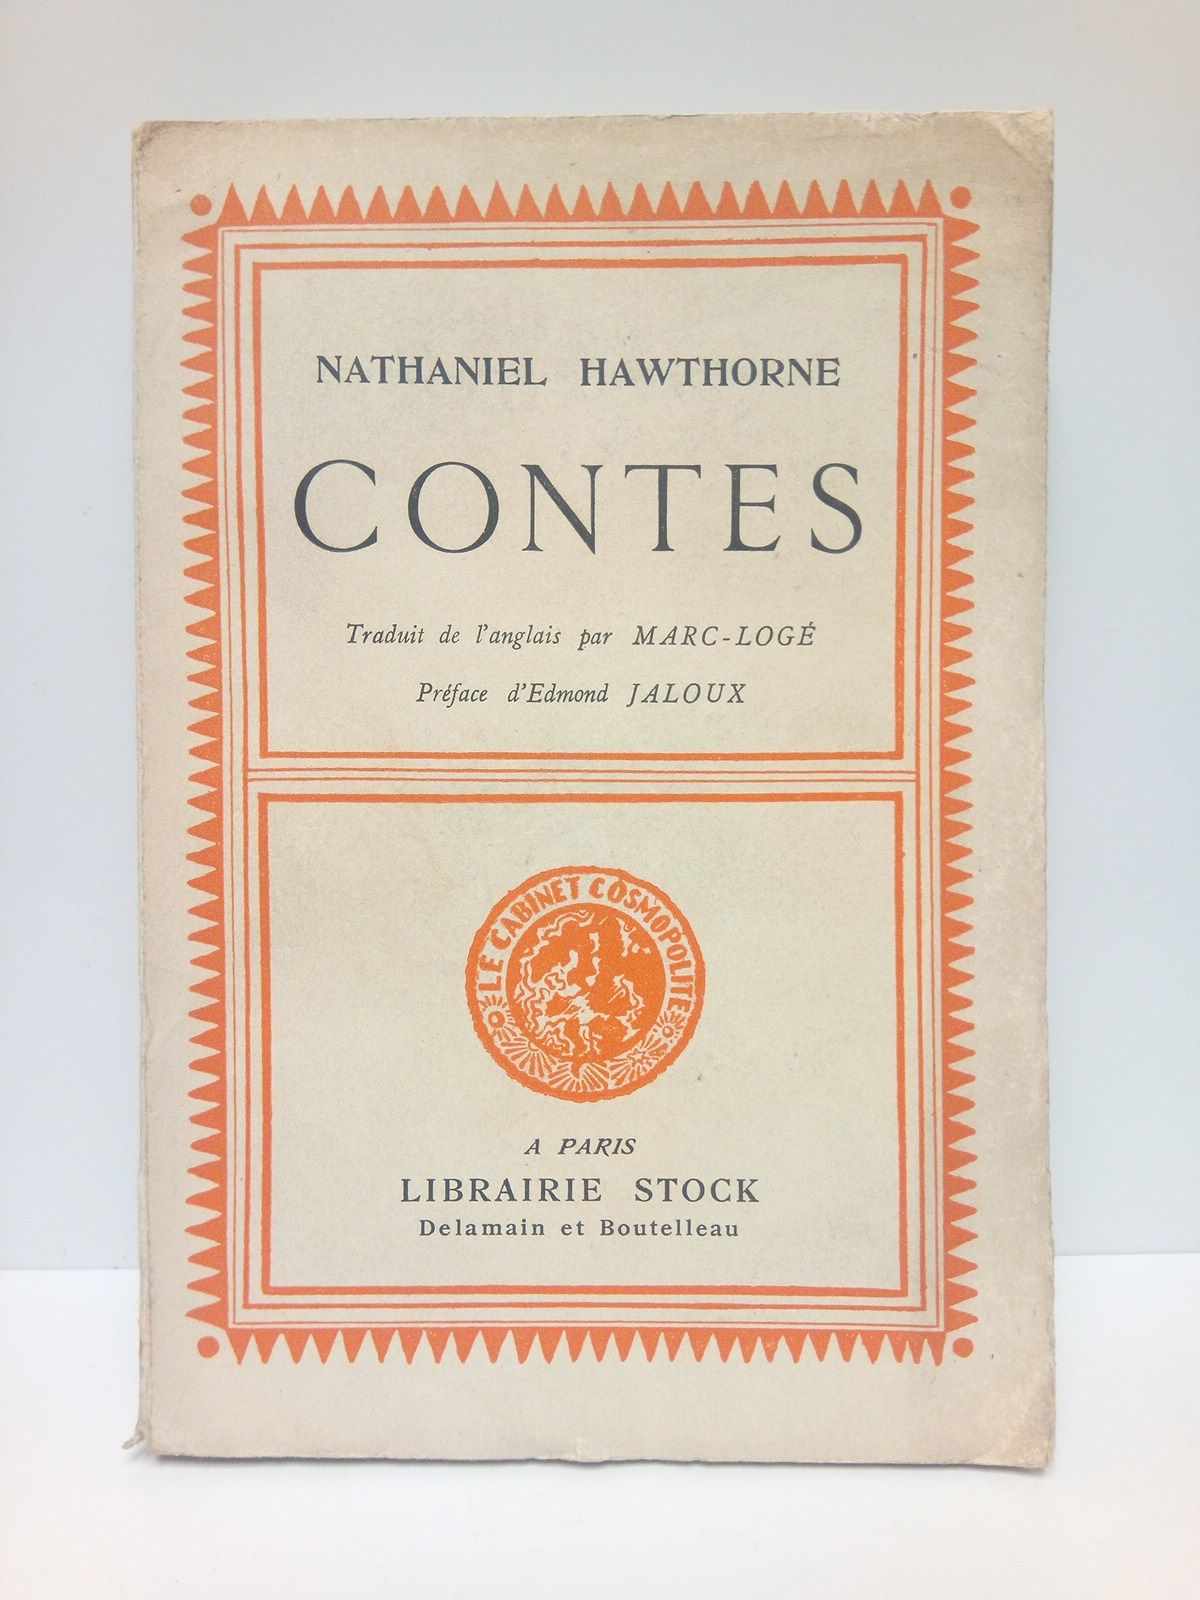 NATHANIEL HAWTHORNE
CONTES
Traduit de l'anglais par MARC-LOGÉ
Préface d'Edmond JALOUX
LE CABINET COSMOPOLITE
A PARIS
LIBRAIRIE STOCK
Delamain et Boutelleau